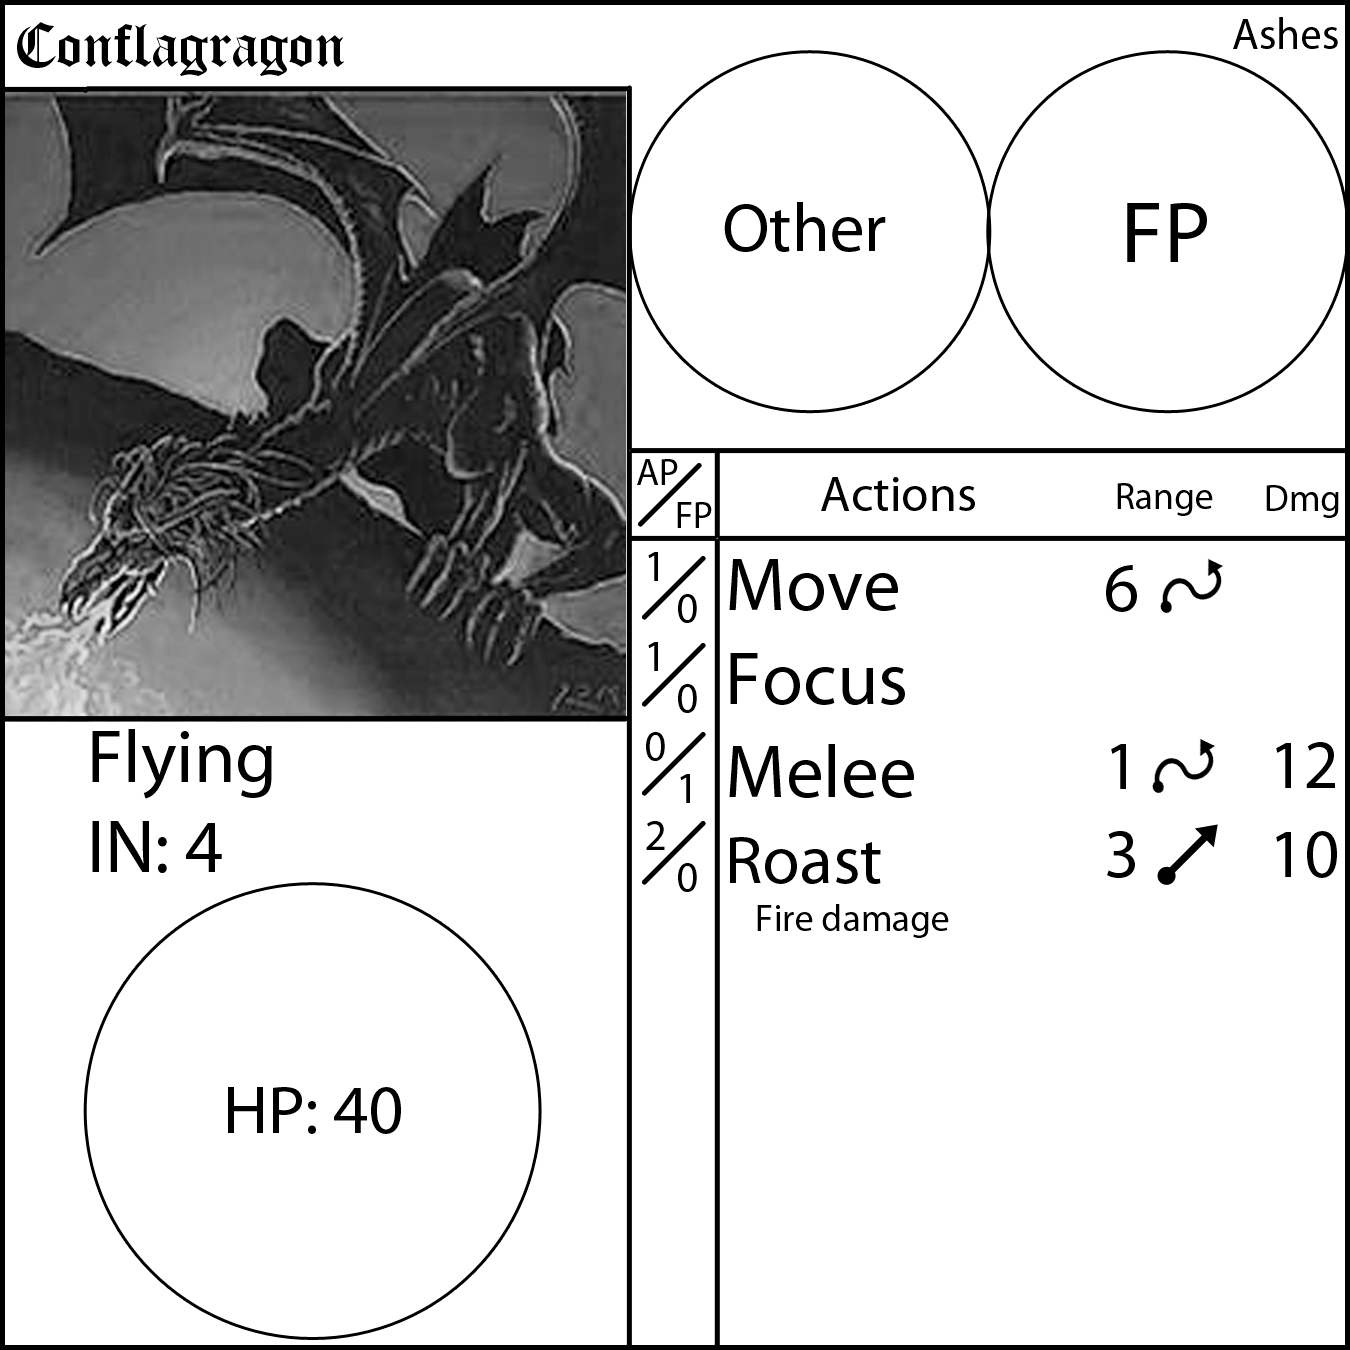 Conflagragon
Ashes
Other
FP
AP/FP Actions Range Dmg
1/0 Move 6
1/0 Focus
0/1 Melee 1 12
2/0 Roast 3 10
Fire damage
Flying
IN: 4
HP: 40